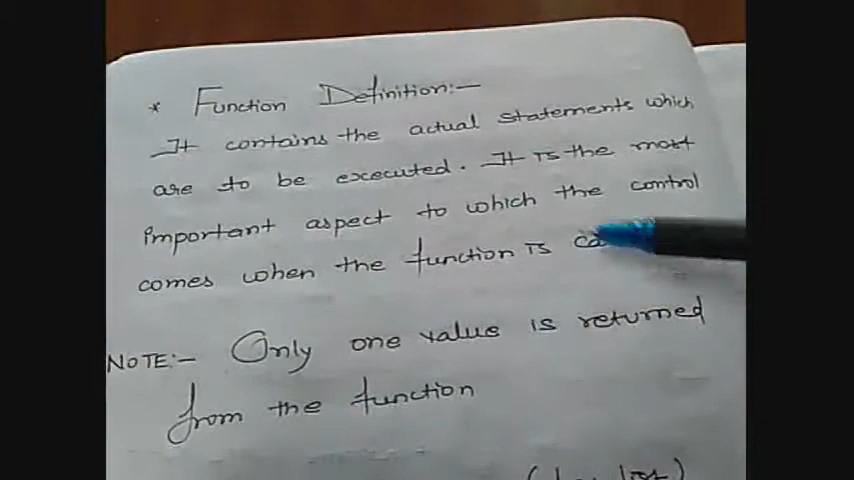 * Function Definition:-
It contains the actual statements which
are to be executed. It is the most
important aspect to which the control
comes when the function is
NOTE:- Only one value is returned
from the function